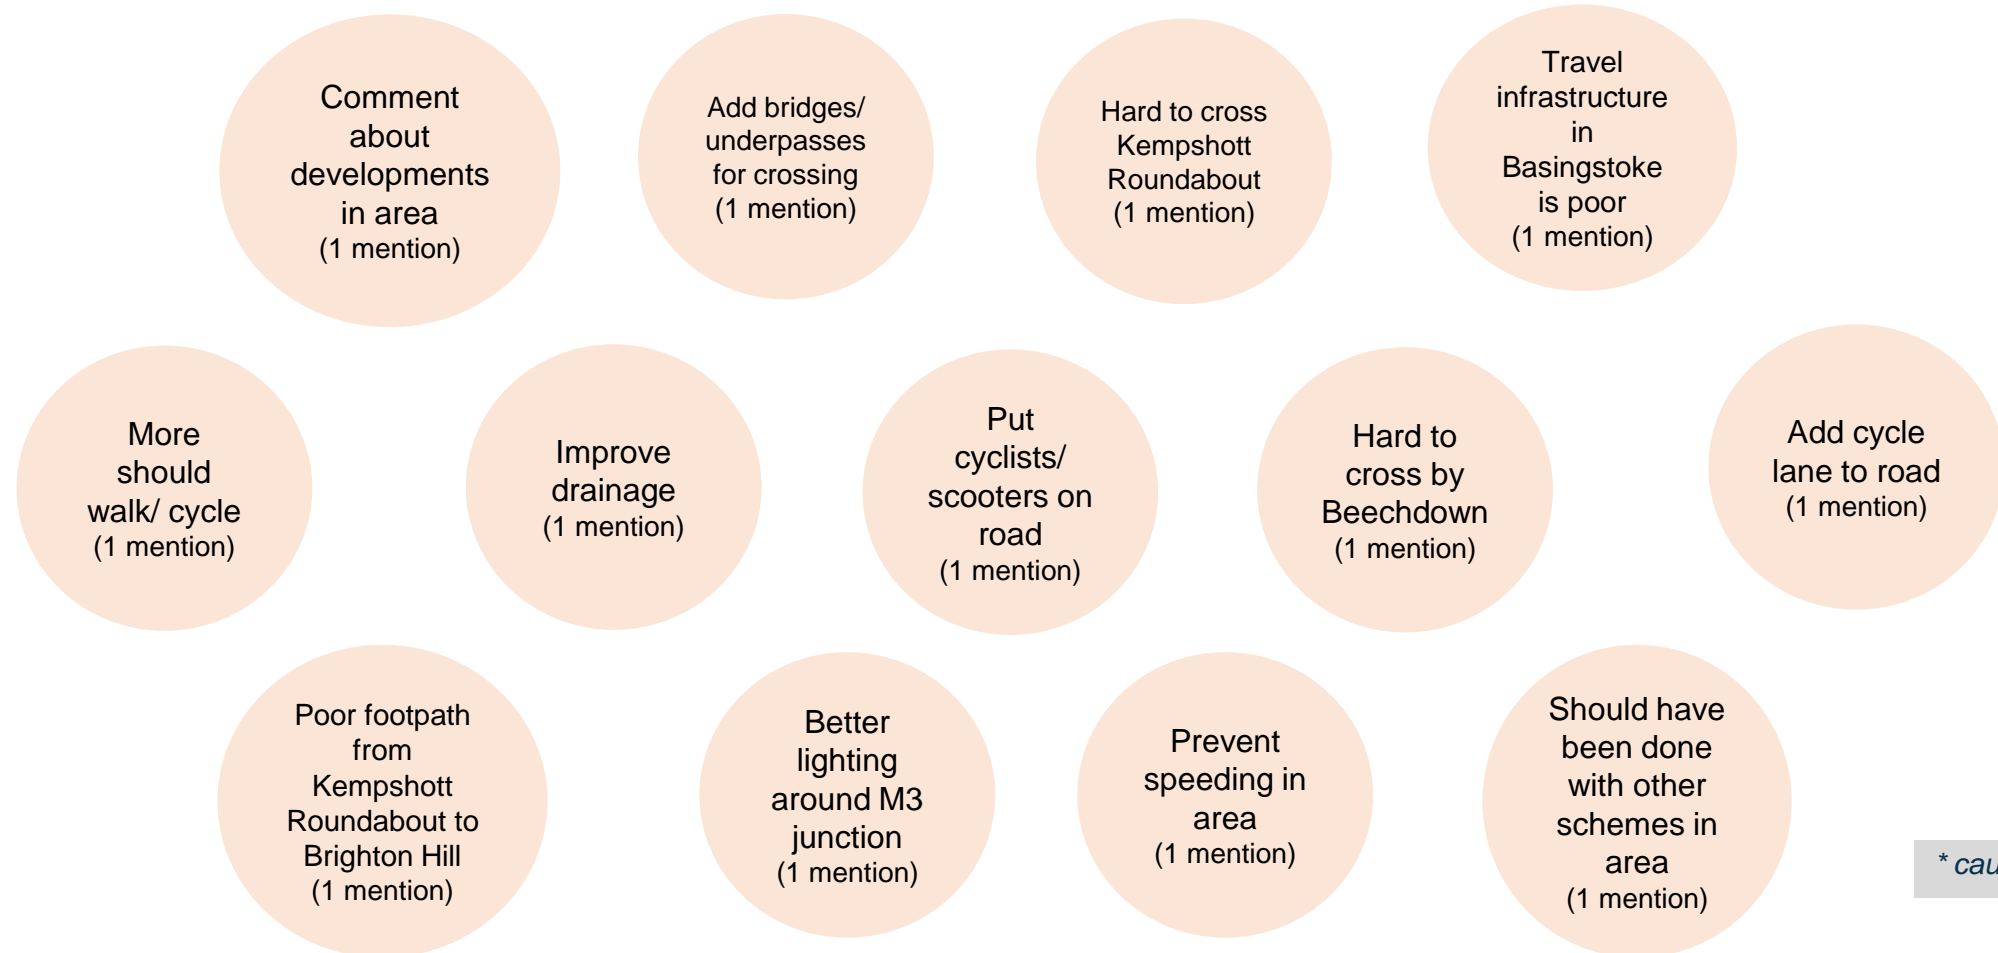 Comment
about
developments
in area
(1 mention)
Add bridges/
underpasses
for crossing
(1 mention)
Hard to cross
Kempshott
Roundabout
(1 mention)
Travel
infrastructure
in
Basingstoke
is poor
(1 mention)
More
should
walk/ cycle
(1 mention)
Improve
drainage
(1 mention)
Put
cyclists/
scooters on
road
(1 mention)
Hard to
cross by
Beechdown
(1 mention)
Add cycle
lane to road
(1 mention)
Poor footpath
from
Kempshott
Roundabout to
Brighton Hill
(1 mention)
Better
lighting
around M3
junction
(1 mention)
Prevent
speeding in
area
(1 mention)
Should have
been done
with other
schemes in
area
(1 mention)
*